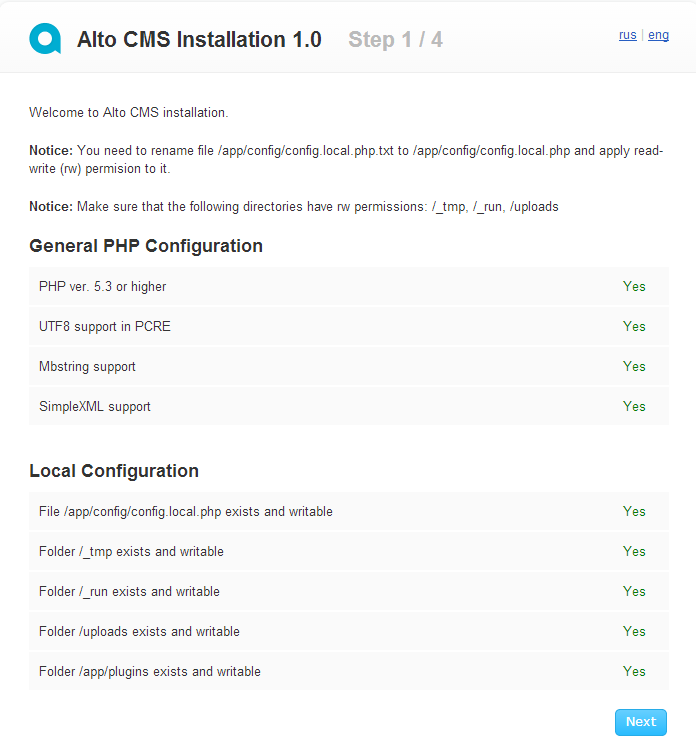 Alto CMS Installation 1.0 Step 1 / 4 rus | eng
Welcome to Alto CMS installation.
Notice: You need to rename file /app/config/config.local.php.txt to /app/config/config.local.php and apply read-
write (rw) permision to it.
Notice: Make sure that the following directories have rw permissions: /_tmp, /_run, /uploads
General PHP Configuration
PHP ver. 5.3 or higher Yes
UTF8 support in PCRE Yes
Mbstring support Yes
SimpleXML support Yes
Local Configuration
File /app/config/config.local.php exists and writable Yes
Folder /_tmp exists and writable Yes
Folder /_run exists and writable Yes
Folder /uploads exists and writable Yes
Folder /app/plugins exists and writable Yes
Next